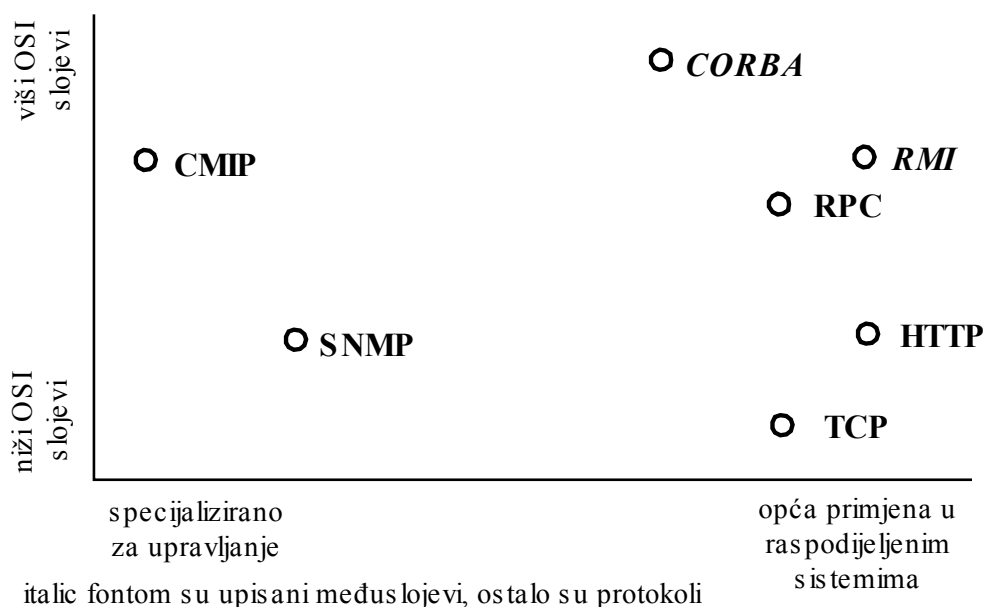 viši OSI
slojevi
CORBA
CMIP
RMI
RPC
SNMP
HTTP
niži OSI
slojevi
TCP
specijalizirano
za upravljanje
opća primjena u
raspodijeljenim
sistemima
italic fontom su upisani međuslojevi, ostalo su protokoli